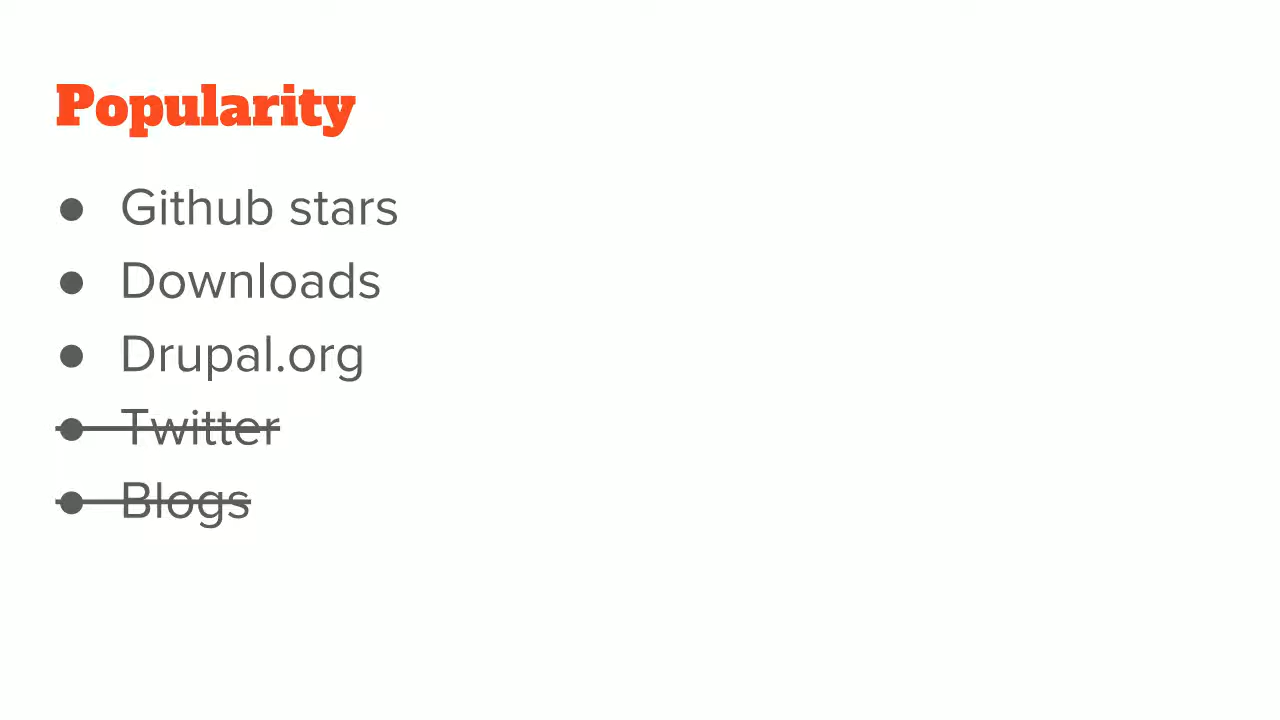 Popularity
● Github stars
● Downloads
● Drupal.org
● Twitter
● Blogs